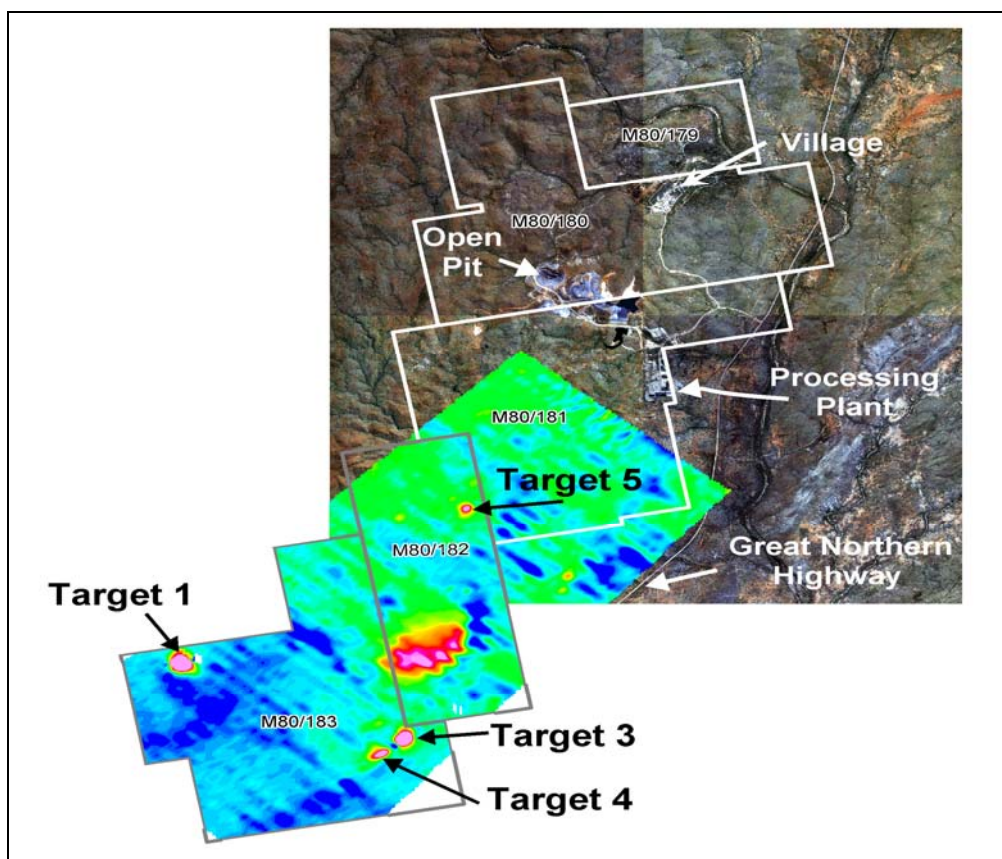 M80/179
Village
M80/180
Open
Pit
Processing
Plant
M80/181
Target 5
M80/182
Great Northern
Highway
Target 1
M80/183
Target 3
Target 4